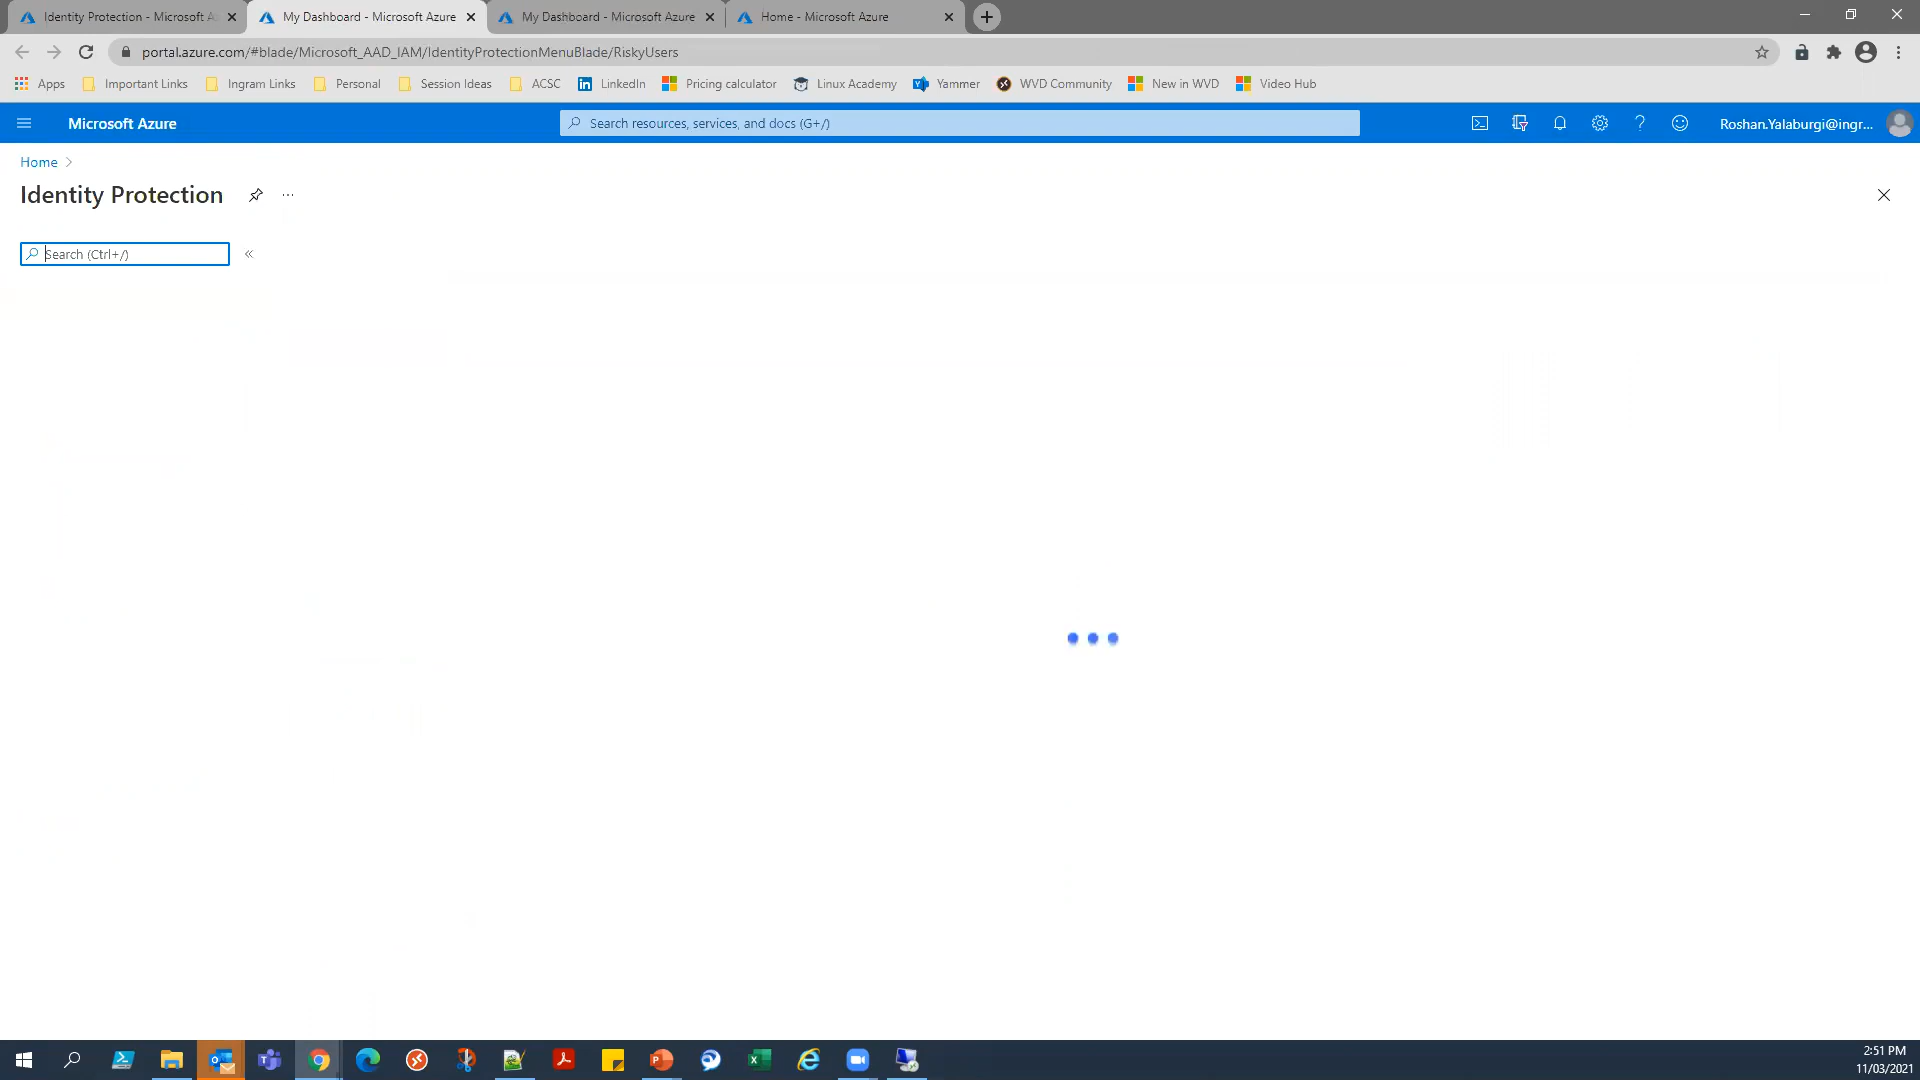 Identity Protection - Microsoft A
My Dashboard - Microsoft Azure
My Dashboard - Microsoft Azure
Home - Microsoft Azure
portal.azure.com/#blade/Microsoft_AAD_IAM/IdentityProtectionMenuBlade/RiskyUsers
Apps
Important Links
Ingram Links
Personal
Session Ideas
ACSC
LinkedIn
Pricing calculator
Linux Academy
Yammer
WVD Community
New in WVD
Video Hub
Microsoft Azure
Search resources, services, and docs (G+/)
Roshan.Yalaburgi@ingr...
Home
Identity Protection
Search (Ctrl+/)
2:51 PM
11/03/2021